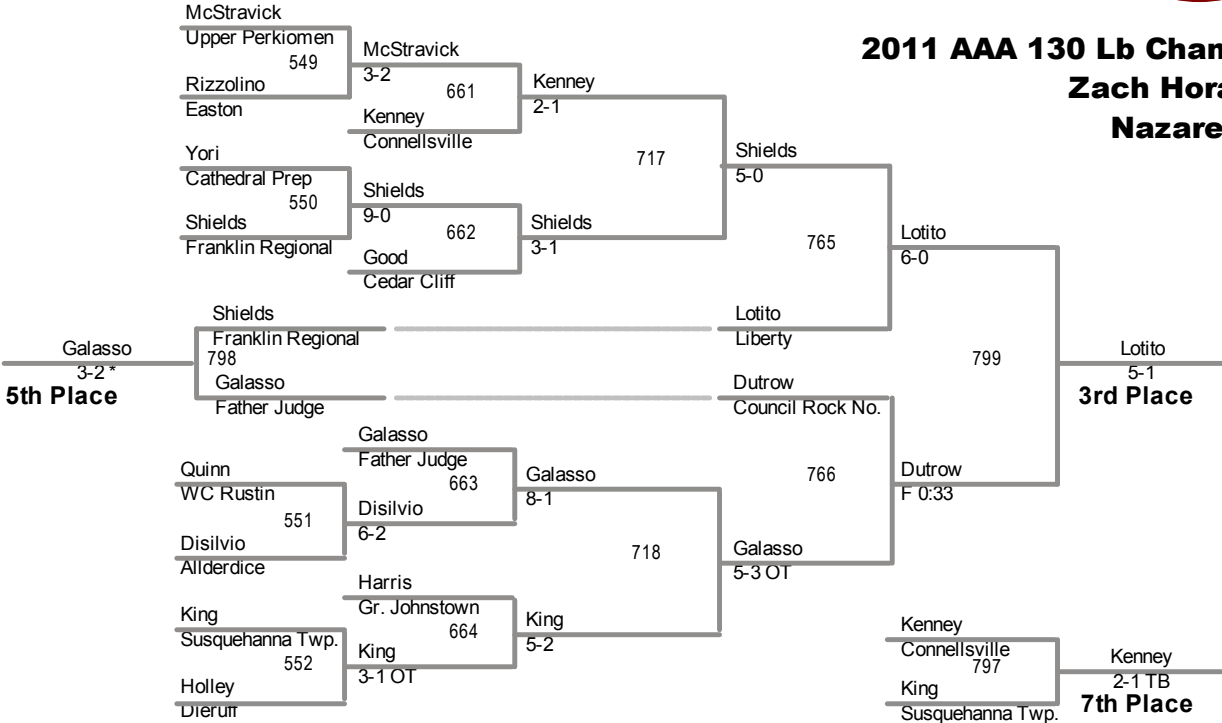 McStravick
Upper Perkiomen
549
Rizzolino
Easton
McStravick
3-2
661
Kenney
Connellsville
Kenney
2-1
2011 AAA 130 Lb Cham
Zach Hora
Nazare
Yori
Cathedral Prep
550
Shields
Franklin Regional
Shields
9-0
662
Good
Cedar Cliff
Shields
3-1
717
Shields
5-0
765
Lotito
6-0
Shields
Franklin Regional
798
Galasso
Father Judge
Galasso
3-2 *
5th Place
Lotito
Liberty
Dutrow
Council Rock No.
799
Lotito
5-1
3rd Place
Galasso
Father Judge
663
Quinn
WC Rustin
551
Disilvio
Allderdice
Disilvio
6-2
Galasso
8-1
718
766
Dutrow
F 0:33
Galasso
5-3 OT
Harris
Gr. Johnstown
664
King
Susquehanna Twp.
552
Holley
Dieruff
King
3-1 OT
King
5-2
Kenney
Connellsville
797
King
Susquehanna Twp.
Kenney
2-1 TB
7th Place